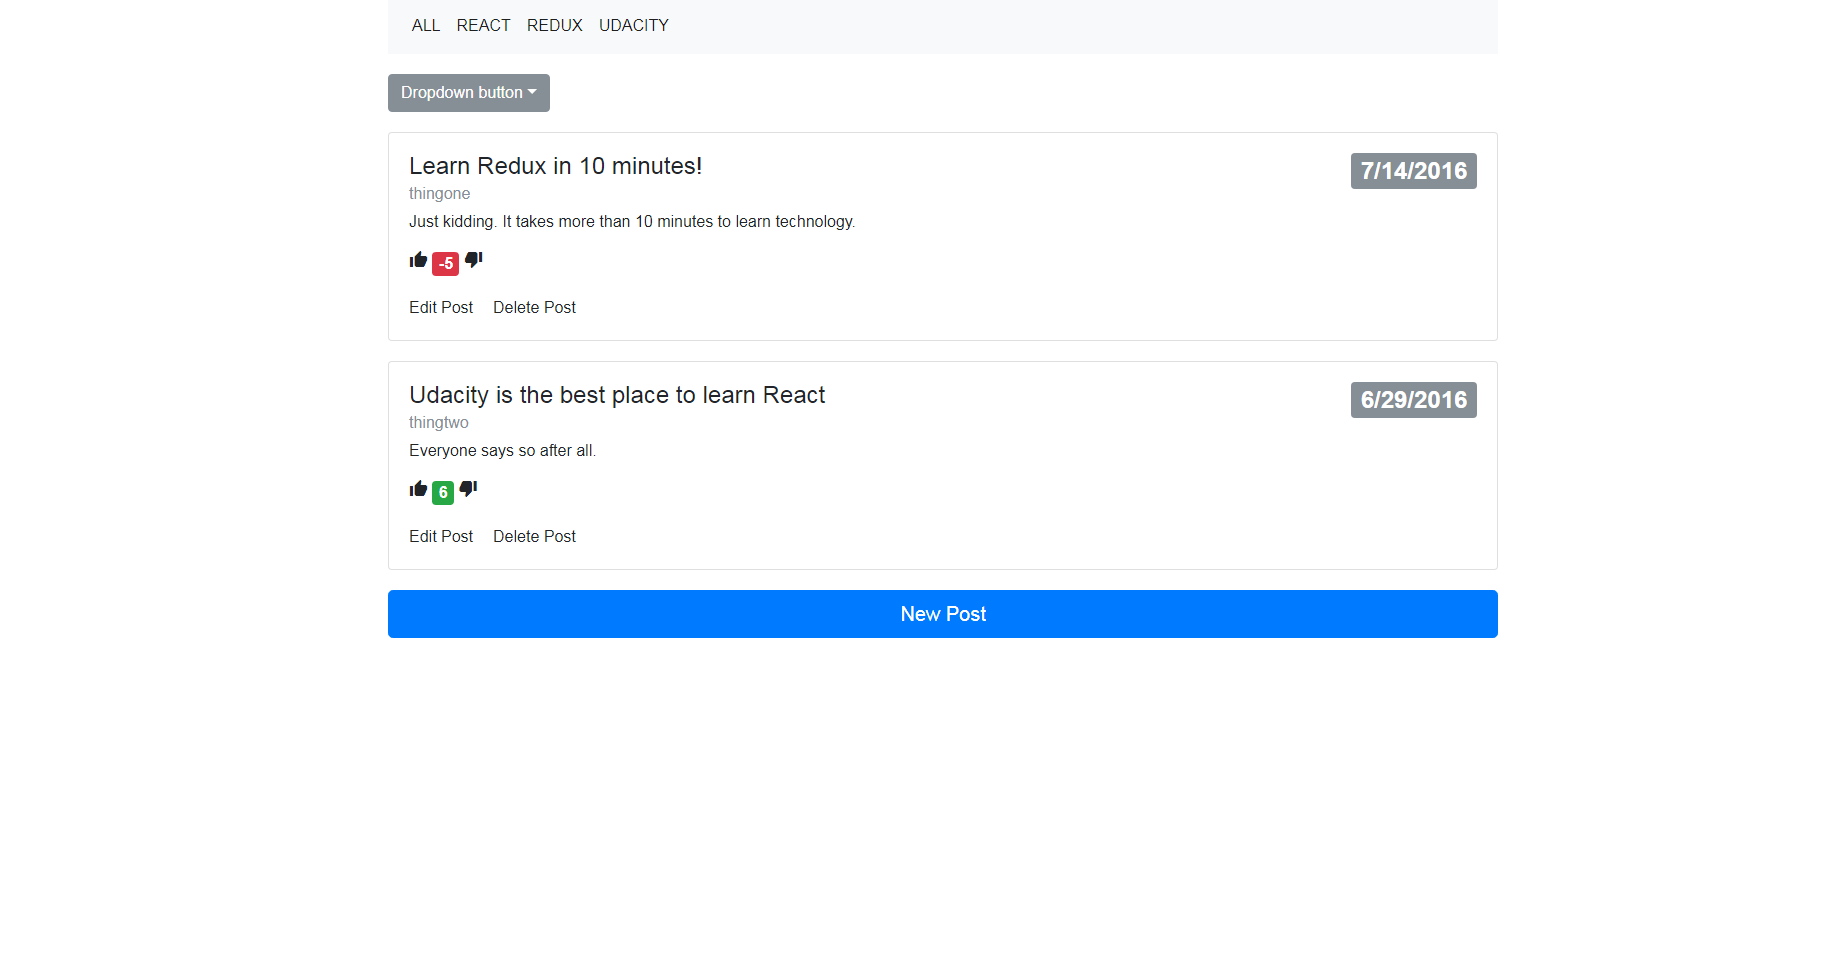 ALL REACT REDUX UDACITY
Dropdown button
Learn Redux in 10 minutes!
7/14/2016
thingone
Just kidding. It takes more than 10 minutes to learn technology.
-5
Edit Post Delete Post
Udacity is the best place to learn React
6/29/2016
thingtwo
Everyone says so after all.
6
Edit Post Delete Post
New Post